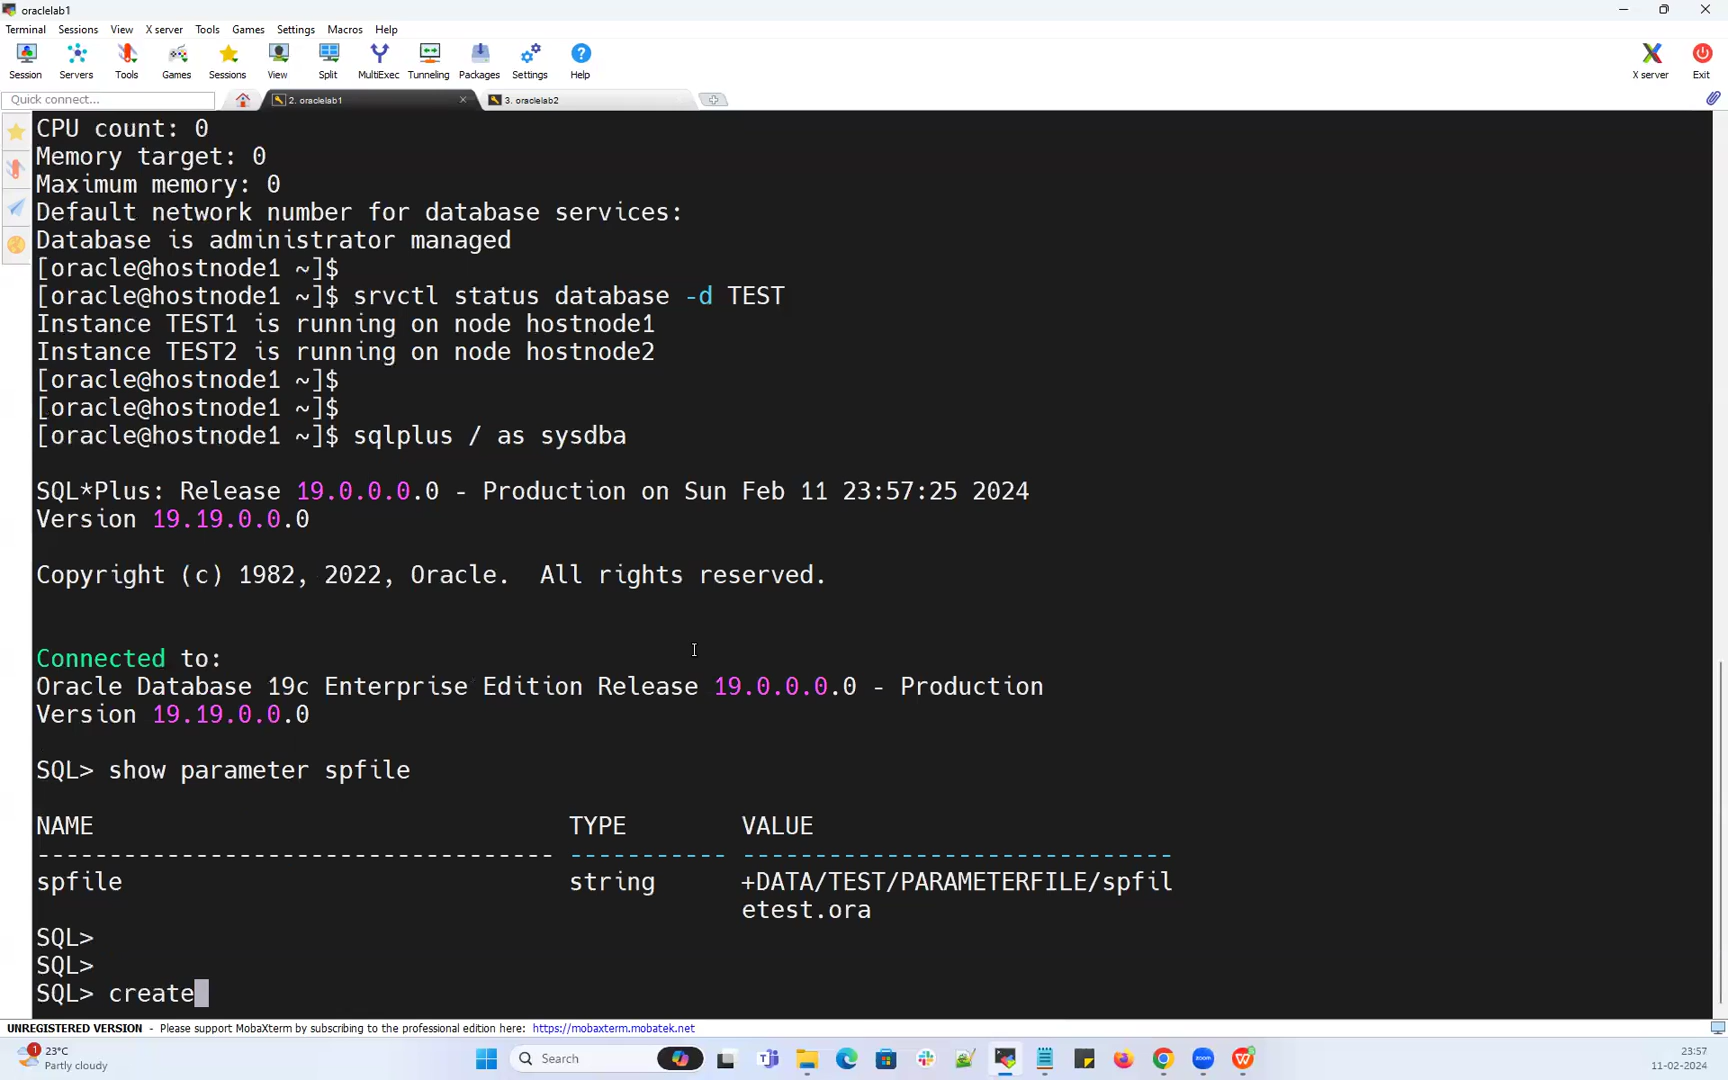 oraclelab1
Terminal Sessions View X server Tools Games Settings Macros Help
Session Servers Tools Games Sessions View Split MultiExec Tunneling Packages Settings Help X server Exit
Quick connect... 2. oraclelab1 3. oraclelab2
CPU count: 0
Memory target: 0
Maximum memory: 0
Default network number for database services:
Database is administrator managed
[oracle@hostnode1 ~]$
[oracle@hostnode1 ~]$ srvctl status database -d TEST
Instance TEST1 is running on node hostnode1
Instance TEST2 is running on node hostnode2
[oracle@hostnode1 ~]$
[oracle@hostnode1 ~]$
[oracle@hostnode1 ~]$ sqlplus / as sysdba
SQL*Plus: Release 19.0.0.0.0 - Production on Sun Feb 11 23:57:25 2024
Version 19.19.0.0.0
Copyright (c) 1982, 2022, Oracle.  All rights reserved.
Connected to:
Oracle Database 19c Enterprise Edition Release 19.0.0.0.0 - Production
Version 19.19.0.0.0
SQL> show parameter spfile
NAME TYPE VALUE
------------------------------------ ----------- ------------------------------
spfile string +DATA/TEST/PARAMETERFILE/spfil
etest.ora
SQL>
SQL>
SQL> create
UNREGISTERED VERSION - Please support MobaXterm by subscribing to the professional edition here: https://mobaxterm.mobatek.net
1 23°C
Partly cloudy
Search
zoom
23:57
11-02-2024